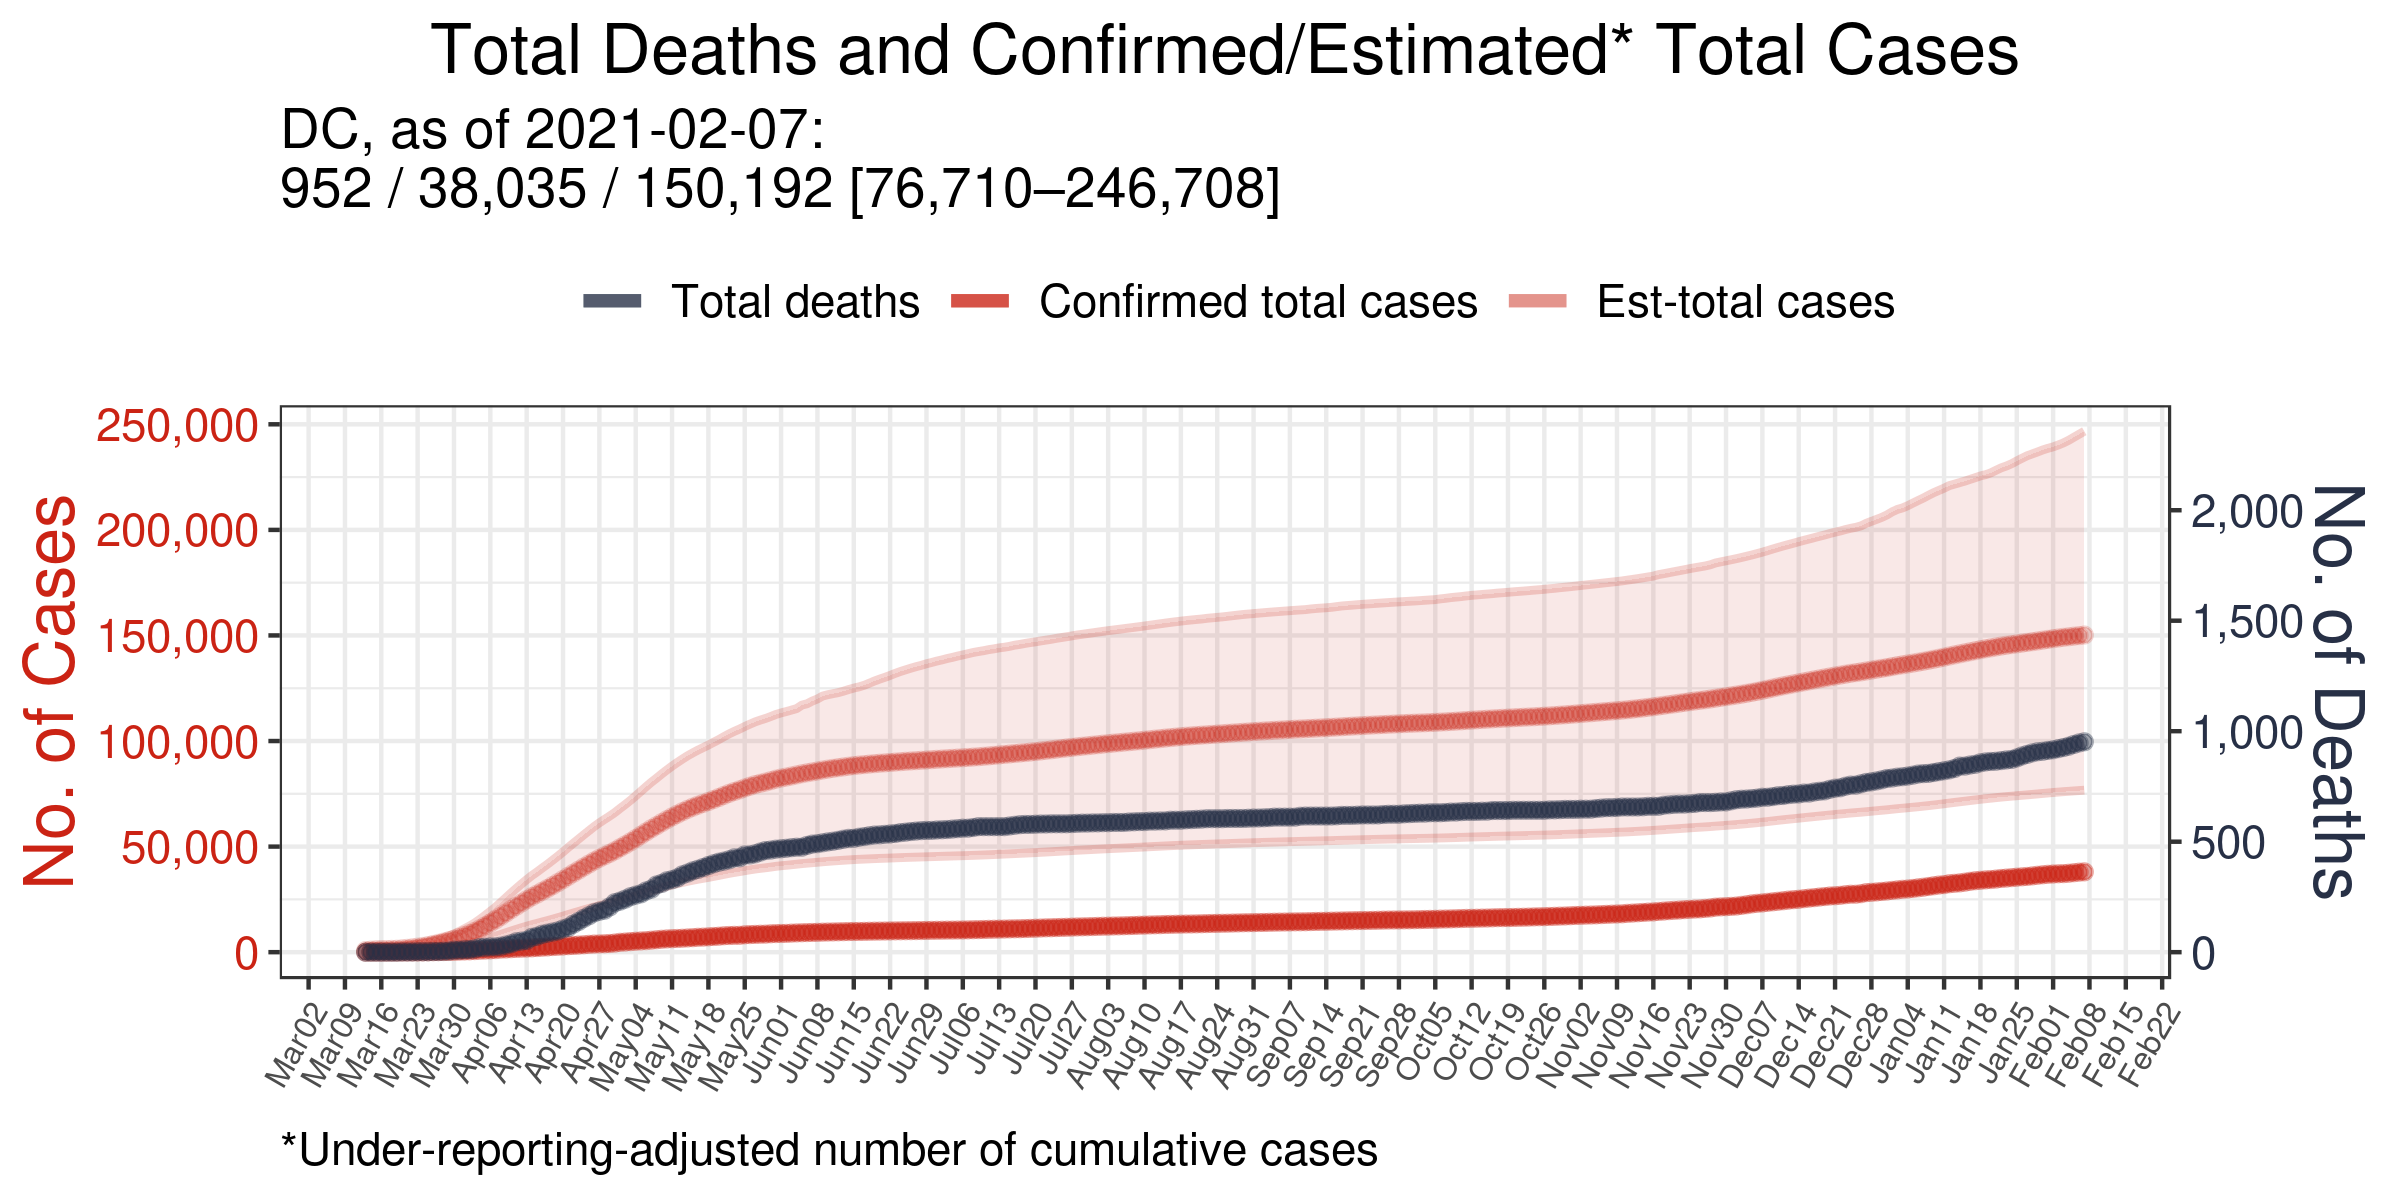 Total Deaths and Confirmed/Estimated* Total Cases
DC, as of 2021-02-07:
952 / 38,035 / 150,192 [76,710–246,708]
Total deaths
Confirmed total cases
Est-total cases
No. of Cases
250,000
200,000
150,000
100,000
50,000
0
2,000
1,500
1,000
500
0
No. of Deaths
Mar02
Mar09
Mar16
Mar23
Mar30
Apr06
Apr13
Apr20
Apr27
May04
May11
May18
May25
Jun01
Jun08
Jun15
Jun22
Jun29
Jul06
Jul13
Jul20
Jul27
Aug03
Aug10
Aug17
Aug24
Aug31
Sep07
Sep14
Sep21
Sep28
Oct05
Oct12
Oct19
Oct26
Nov02
Nov09
Nov16
Nov23
Nov30
Dec07
Dec14
Dec21
Dec28
Jan04
Jan11
Jan18
Jan25
Feb01
Feb08
Feb15
Feb22
*Under-reporting-adjusted number of cumulative cases